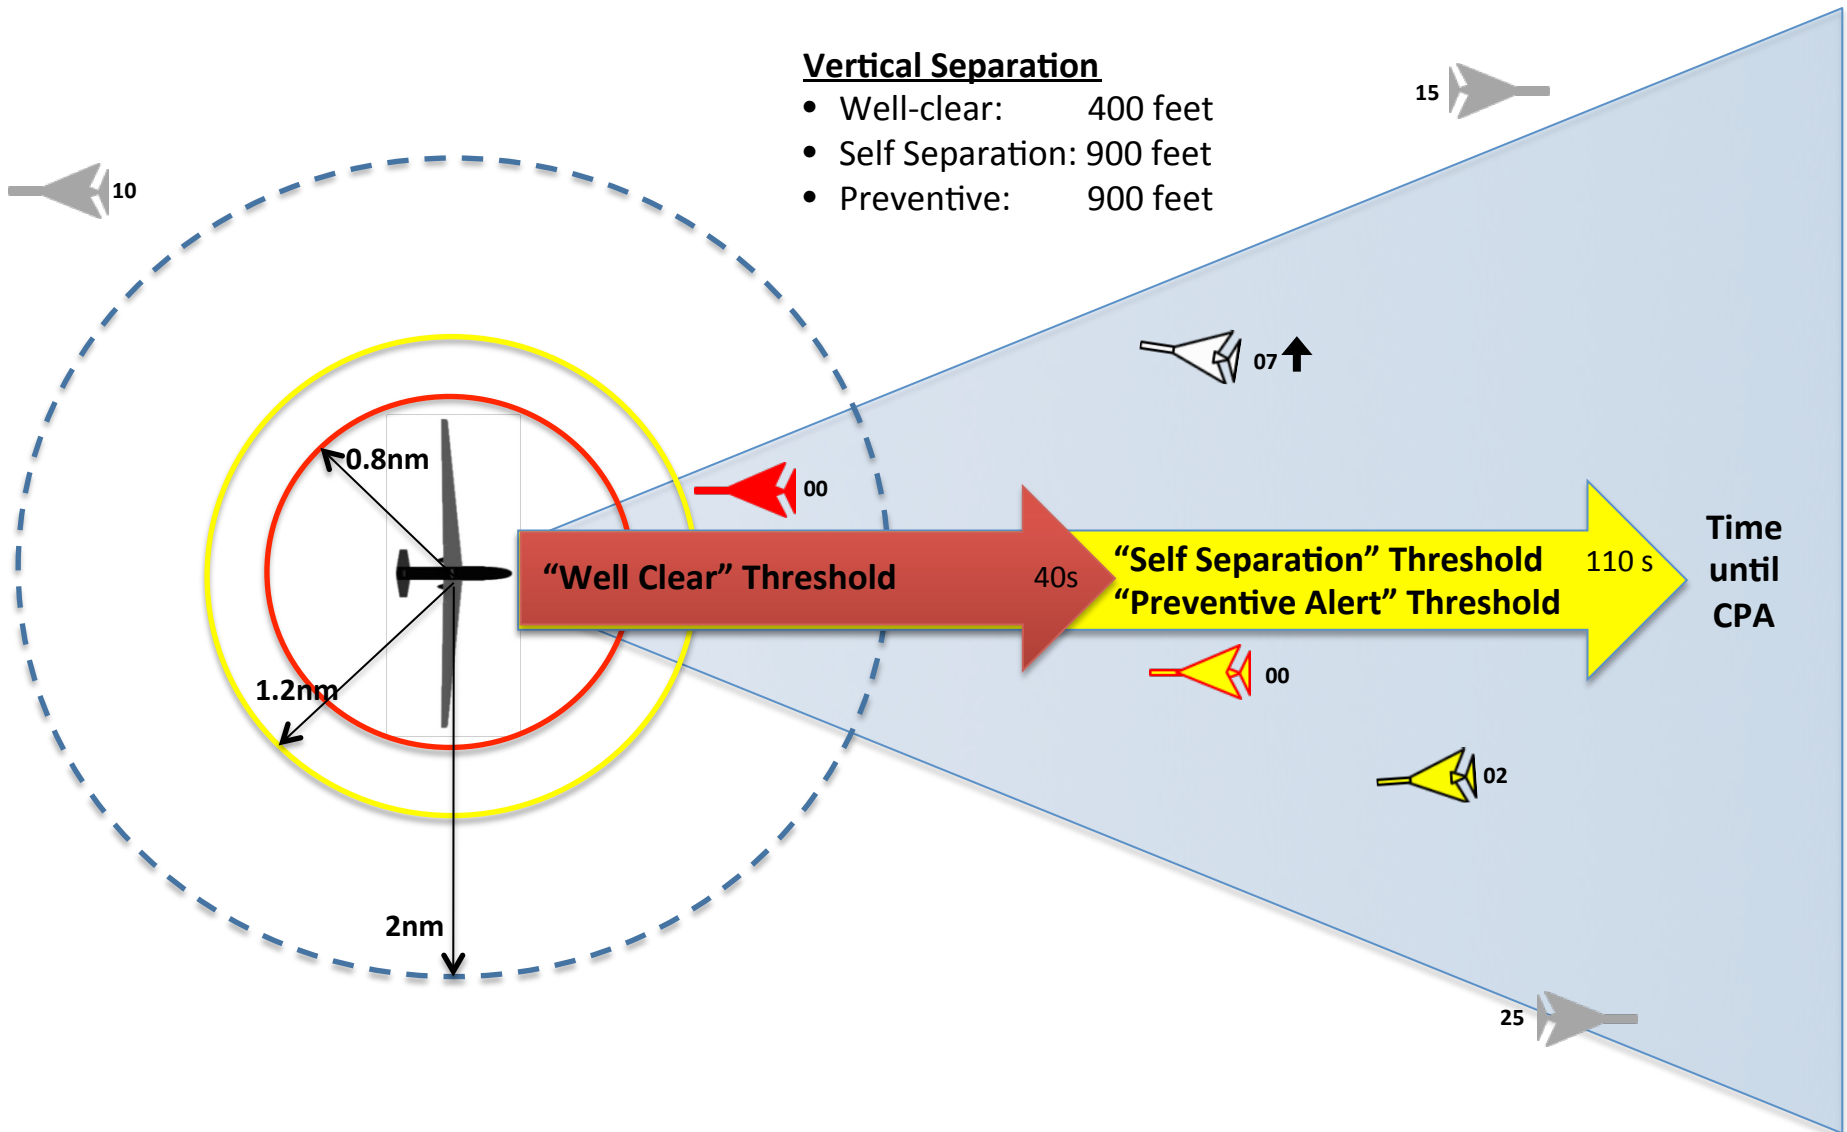 Vertical Separation
• Well-clear: 400 feet
• Self Separation: 900 feet
• Preventive: 900 feet
15
10
07
0.8nm
00
“Well Clear” Threshold
40s
“Self Separation” Threshold
“Preventive Alert” Threshold
110 s
Time
until
CPA
1.2nm
00
02
2nm
25